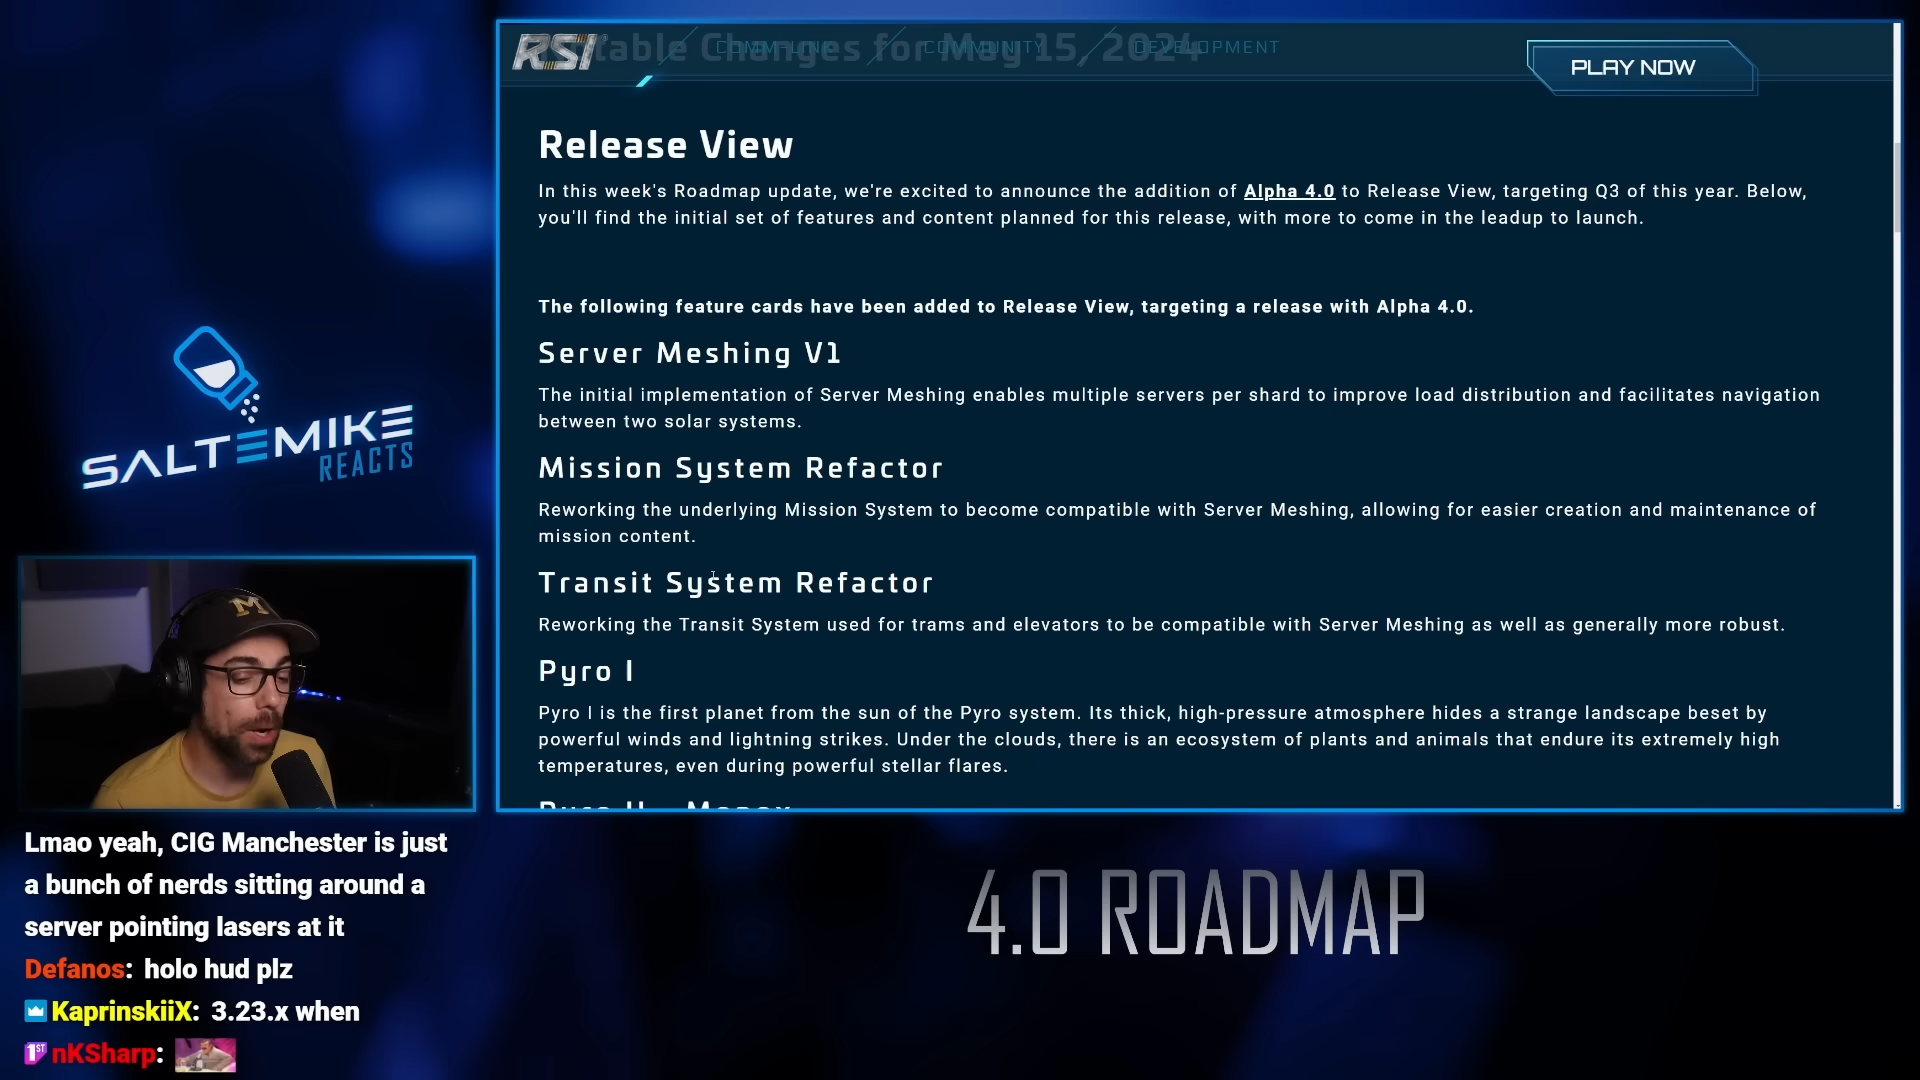 RSI
table Changes for May 15, 2024
COMM-LINK
COMMUNITY
DEVELOPMENT
PLAY NOW
Release View
In this week's Roadmap update, we're excited to announce the addition of Alpha 4.0 to Release View, targeting Q3 of this year. Below,
you'll find the initial set of features and content planned for this release, with more to come in the leadup to launch.
The following feature cards have been added to Release View, targeting a release with Alpha 4.0.
Server Meshing V1
The initial implementation of Server Meshing enables multiple servers per shard to improve load distribution and facilitates navigation
between two solar systems.
Mission System Refactor
Reworking the underlying Mission System to become compatible with Server Meshing, allowing for easier creation and maintenance of
mission content.
Transit System Refactor
Reworking the Transit System used for trams and elevators to be compatible with Server Meshing as well as generally more robust.
Pyro I
Pyro I is the first planet from the sun of the Pyro system. Its thick, high-pressure atmosphere hides a strange landscape beset by
powerful winds and lightning strikes. Under the clouds, there is an ecosystem of plants and animals that endure its extremely high
temperatures, even during powerful stellar flares.
SALTEMIKE
REACTS
M
Lmao yeah, CIG Manchester is just
a bunch of nerds sitting around a
server pointing lasers at it
Defanos: holo hud plz
KaprinskiiX: 3.23.x when
1ST nKSharp:
4.0 ROADMAP